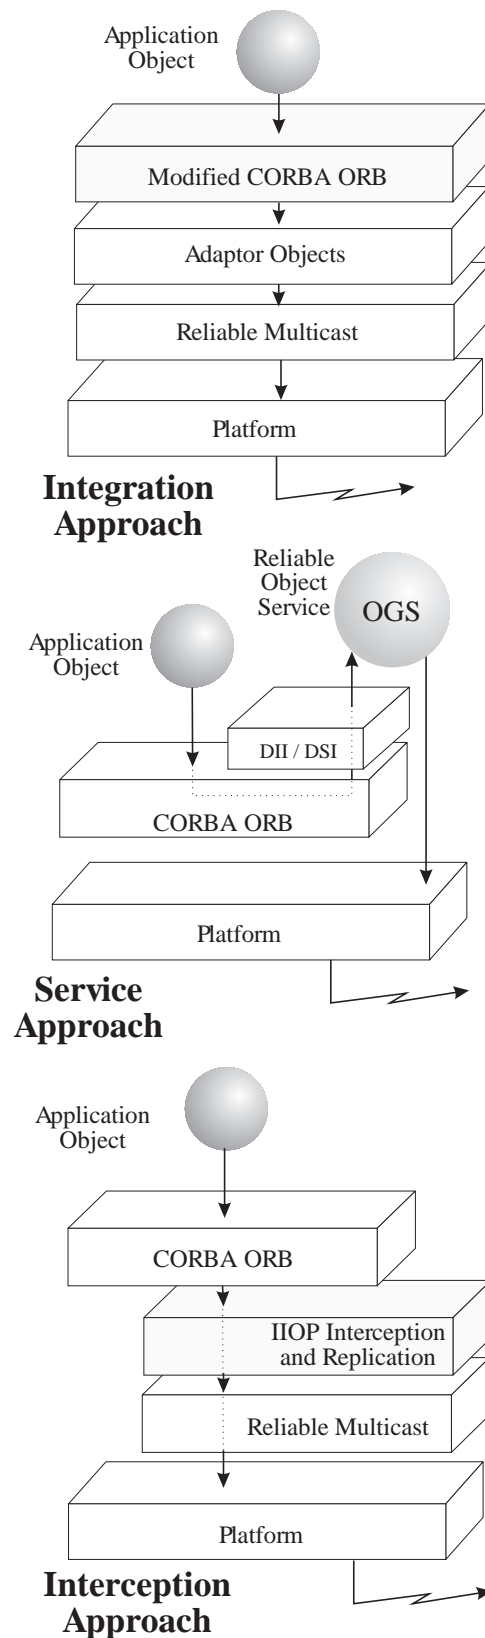 Application
Object
Modified CORBA ORB
Adaptor Objects
Reliable Multicast
Platform
Integration
Approach
Reliable
Object
Service
OGS
Application
Object
DII / DSI
CORBA ORB
Platform
Service
Approach
Application
Object
CORBA ORB
IIOP Interception
and Replication
Reliable Multicast
Platform
Interception
Approach